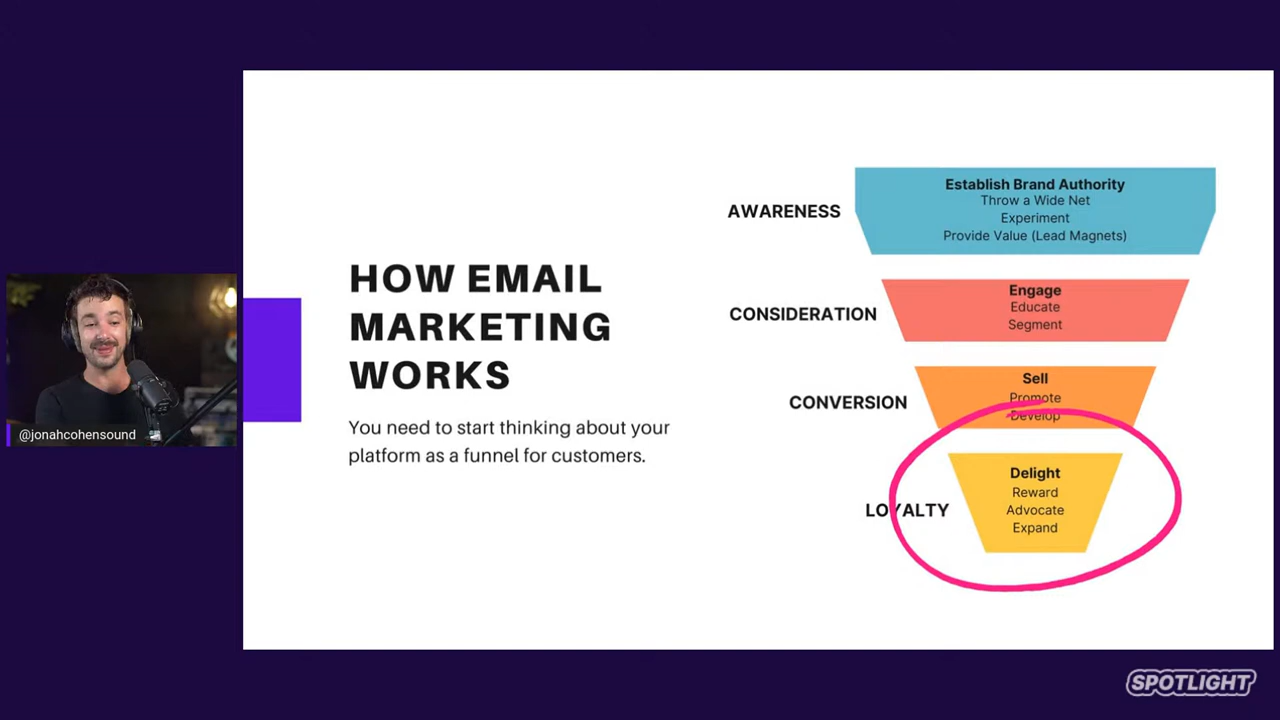 HOW EMAIL
MARKETING
WORKS
You need to start thinking about your
platform as a funnel for customers.
AWARENESS
Establish Brand Authority
Throw a Wide Net
Experiment
Provide Value (Lead Magnets)
CONSIDERATION
Engage
Educate
Segment
CONVERSION
Sell
Promote
Develop
LOYALTY
Delight
Reward
Advocate
Expand
@jonahcohensound
SPOTLIGHT